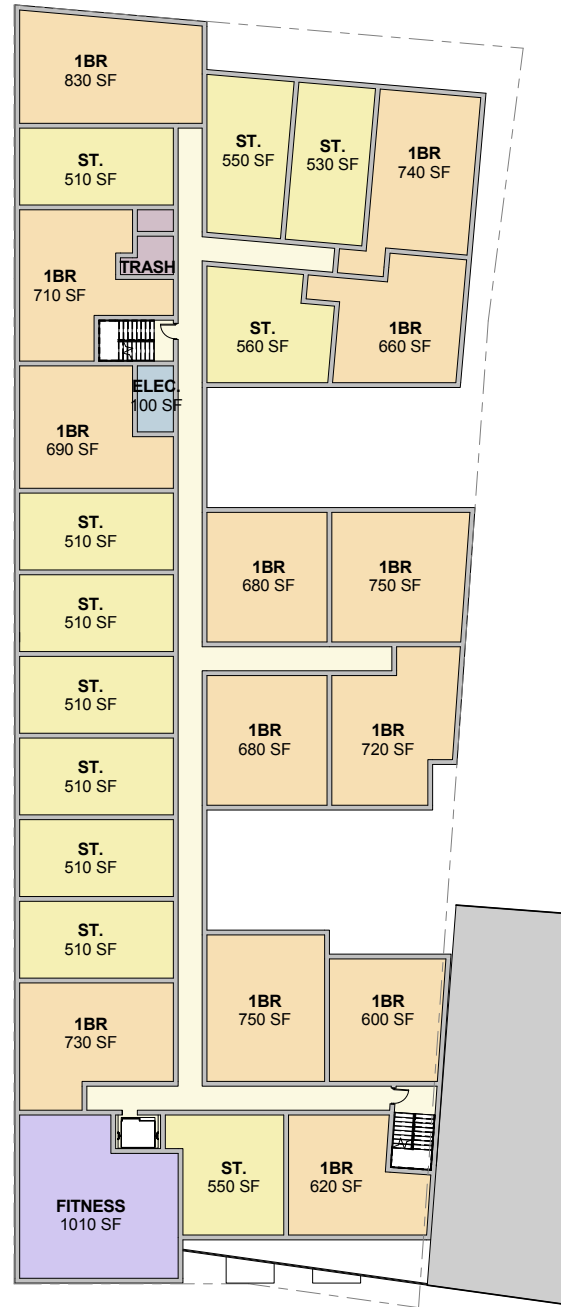 1BR
830 SF
ST.
550 SF
ST.
530 SF
1BR
740 SF
ST.
510 SF
TRASH
1BR
710 SF
ST.
560 SF
1BR
660 SF
ELEC.
100 SF
1BR
690 SF
ST.
510 SF
1BR
680 SF
1BR
750 SF
ST.
510 SF
ST.
510 SF
1BR
680 SF
1BR
720 SF
ST.
510 SF
ST.
510 SF
ST.
510 SF
1BR
750 SF
1BR
600 SF
1BR
730 SF
ST.
550 SF
1BR
620 SF
FITNESS
1010 SF